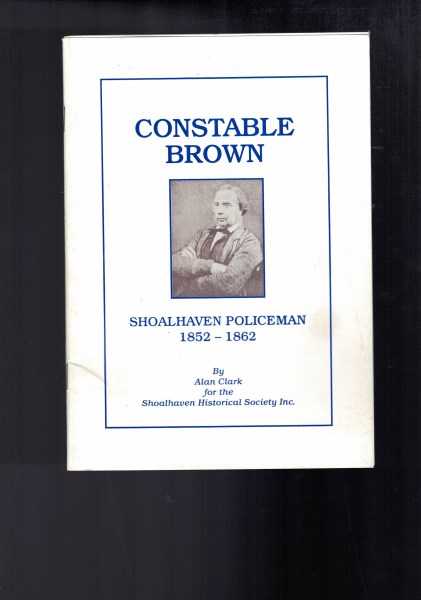 CONSTABLE
BROWN
SHOALHAVEN POLICEMAN
1852 – 1862
By
Alan Clark
for the
Shoalhaven Historical Society Inc.